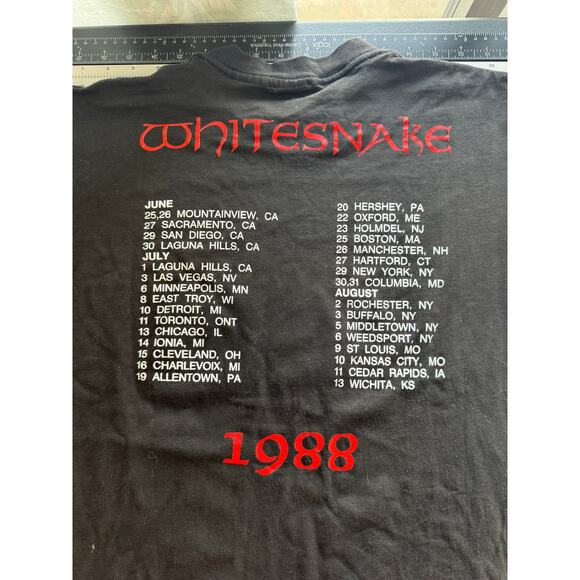 WHITESNAKE
JUNE
25,26 MOUNTAINVIEW, CA
27 SACRAMENTO, CA
29 SAN DIEGO, CA
30 LAGUNA HILLS, CA
JULY
1 LAGUNA HILLS, CA
3 LAS VEGAS, NV
6 MINNEAPOLIS, MN
8 EAST TROY, WI
10 DETROIT, MI
11 TORONTO, ONT
13 CHICAGO, IL
14 IONIA, MI
15 CLEVELAND, OH
16 CHARLEVOIX, MI
19 ALLENTOWN, PA
20 HERSHEY, PA
22 OXFORD, ME
23 HOLMDEL, NJ
25 BOSTON, MA
26 MANCHESTER, NH
27 HARTFORD, CT
29 NEW YORK, NY
30,31 COLUMBIA, MD
AUGUST
2 ROCHESTER, NY
3 BUFFALO, NY
5 MIDDLETOWN, NY
6 WEEDSPORT, NY
9 ST LOUIS, MO
10 KANSAS CITY, MO
11 CEDAR RAPIDS, IA
13 WICHITA, KS
1988